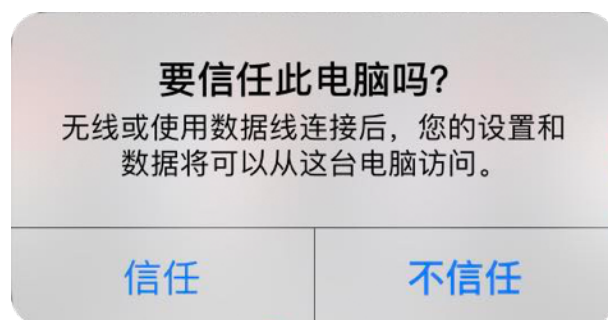 要信任此电脑吗?
无线或使用数据线连接后，您的设置和
数据将可以从这台电脑访问。
信任
不信任